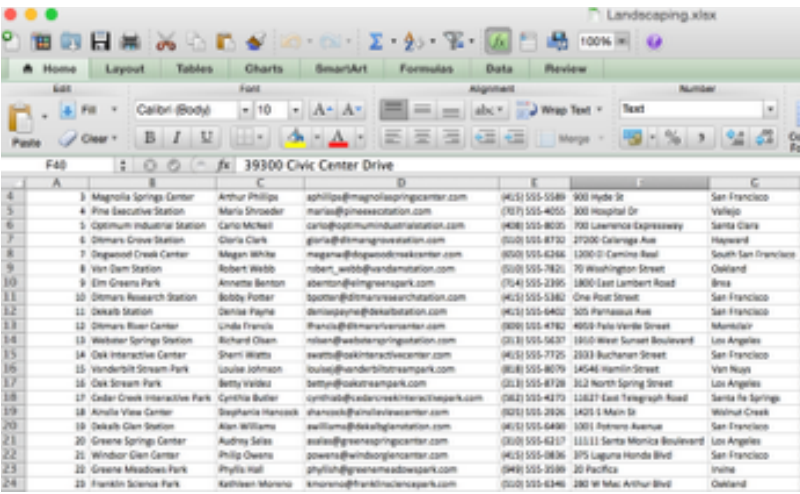 Landscaping.xlsx
100%
Home Layout Tables Charts SmartArt Formulas Data Review
Edit Font Alignment Number
Fill Calibri (Body) 10 A A abc Wrap Text Text
Paste Clear B I U A Merge %
F40 fx 39300 Civic Center Drive
A B C D E F G
4 3 Magnolia Springs Center Arthur Phillips aphillips@magnoliaspringscenter.com (415) 555-5589 900 Hyde St San Francisco
5 4 Pine Executive Station Maria Shroeder marias@pineexecstation.com (707) 555-4055 300 Hospital Dr Vallejo
6 5 Optimum Industrial Station Carlo McNeil carlo@optimumindustrialstation.com (408) 555-8035 700 Lawrence Expressway Santa Clara
7 6 Ditmars Grove Station Gloria Clark gloria@ditmarsgrovestation.com (510) 555-8732 27200 Calaroga Ave Hayward
8 7 Dogwood Creek Center Megan White meganw@dogwoodcreekcenter.com (650) 555-6266 1200 El Camino Real South San Francisco
9 8 Van Dam Station Robert Webb robert_webb@vandamstation.com (510) 555-7821 70 Washington Street Oakland
10 9 Elm Greens Park Annette Benton abenton@elmgreenspark.com (714) 555-2395 1800 East Lambert Road Brea
11 10 Ditmars Research Station Bobby Potter bpotter@ditmarsresearchstation.com (415) 555-5382 One Post Street San Francisco
12 11 Dekalb Station Denise Payne denisepayne@dekalbstation.com (415) 555-6402 505 Parnassus Ave San Francisco
13 12 Ditmars River Center Linda Francis lfrancis@ditmarsrivercenter.com (909) 555-4782 4959 Palo Verde Street Montclair
14 13 Webster Springs Station Richard Olsen rolsen@webstersspringsstation.com (213) 555-5637 1910 West Sunset Boulevard Los Angeles
15 14 Oak Interactive Center Sherri Watts swatts@oakinteractivecenter.com (415) 555-7725 2333 Buchanan Street San Francisco
16 15 Vanderbilt Stream Park Louise Johnson louisej@vanderbiltstreampark.com (818) 555-8079 14546 Hamlin Street Van Nuys
17 16 Oak Stream Park Betty Valdez bettyv@oakstreampark.com (213) 555-8728 312 North Spring Street Los Angeles
18 17 Cedar Creek Interactive Park Cynthia Butler cynthiab@cedarcreekinteractivepark.com (562) 555-4273 11627 East Telegraph Road Santa Fe Springs
19 18 Ainslie View Center Stephanie Hancock shancock@ainslieviewcenter.com (925) 555-2926 1425 S Main St Walnut Creek
20 19 Dekalb Glen Station Alan Williams awilliams@dekalbglenstation.com (415) 555-6490 1001 Potrero Avenue San Francisco
21 20 Greene Springs Center Audrey Salas asalas@greenespringscenter.com (310) 555-6217 11111 Santa Monica Boulevard Los Angeles
22 21 Windsor Glen Center Philip Owens powens@windsorglencenter.com (415) 555-0836 375 Laguna Honda Blvd San Francisco
23 22 Greene Meadows Park Phyllis Hall phyllish@greenemeadowspark.com (949) 555-3599 20 Pacifica Irvine
24 23 Franklin Science Park Kathleen Moreno kmoreno@franklinsciencepark.com (510) 555-6346 280 W Mac Arthur Blvd Oakland